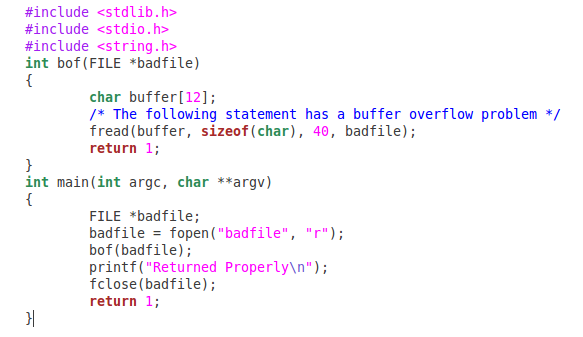 #include <stdlib.h>
#include <stdio.h>
#include <string.h>
int bof(FILE *badfile)
{
        char buffer[12];
        /* The following statement has a buffer overflow problem */
        fread(buffer, sizeof(char), 40, badfile);
        return 1;
}
int main(int argc, char **argv)
{
        FILE *badfile;
        badfile = fopen("badfile", "r");
        bof(badfile);
        printf("Returned Properly\n");
        fclose(badfile);
        return 1;
}